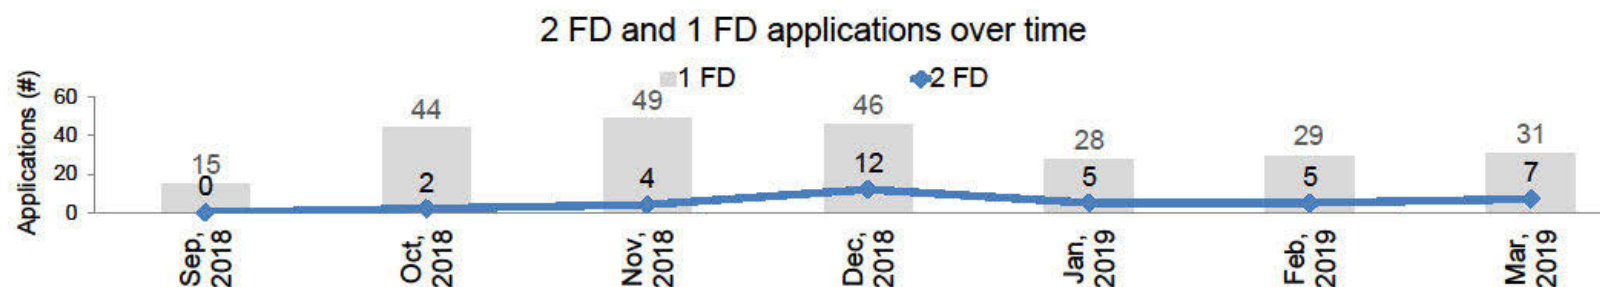 2 FD and 1 FD applications over time
1 FD 2 FD
Applications (#)
60
40
20
0
15 44 49 46 28 29 31
0 2 4 12 5 5 7
Sep, 2018
Oct, 2018
Nov, 2018
Dec, 2018
Jan, 2019
Feb, 2019
Mar, 2019